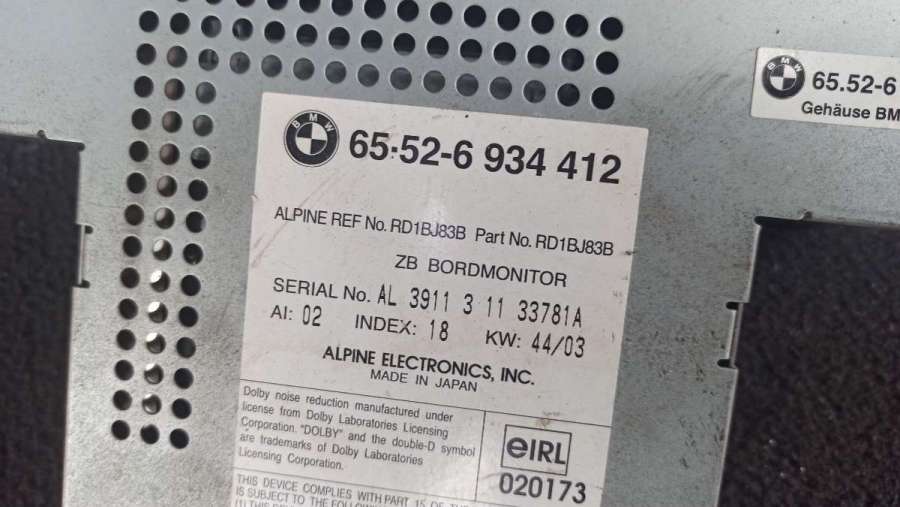 BMW
65·52-6 934 412
ALPINE REF No. RD1BJ83B Part No. RD1BJ83B
ZB BORDMONITOR
SERIAL No. AL 3911 3 11 33781A
AI: 02 INDEX: 18 KW: 44/03
ALPINE ELECTRONICS, INC.
MADE IN JAPAN
Dolby noise reduction manufactured under
license from Dolby Laboratories Licensing
Corporation. "DOLBY" and the double-D symbol
are trademarks of Dolby Laboratories
Licensing Corporation.
eIRL
020173
THIS DEVICE COMPLIES WITH PART 15 OF
IS SUBJECT TO THE
BMW
65.52-6
Gehäuse BM